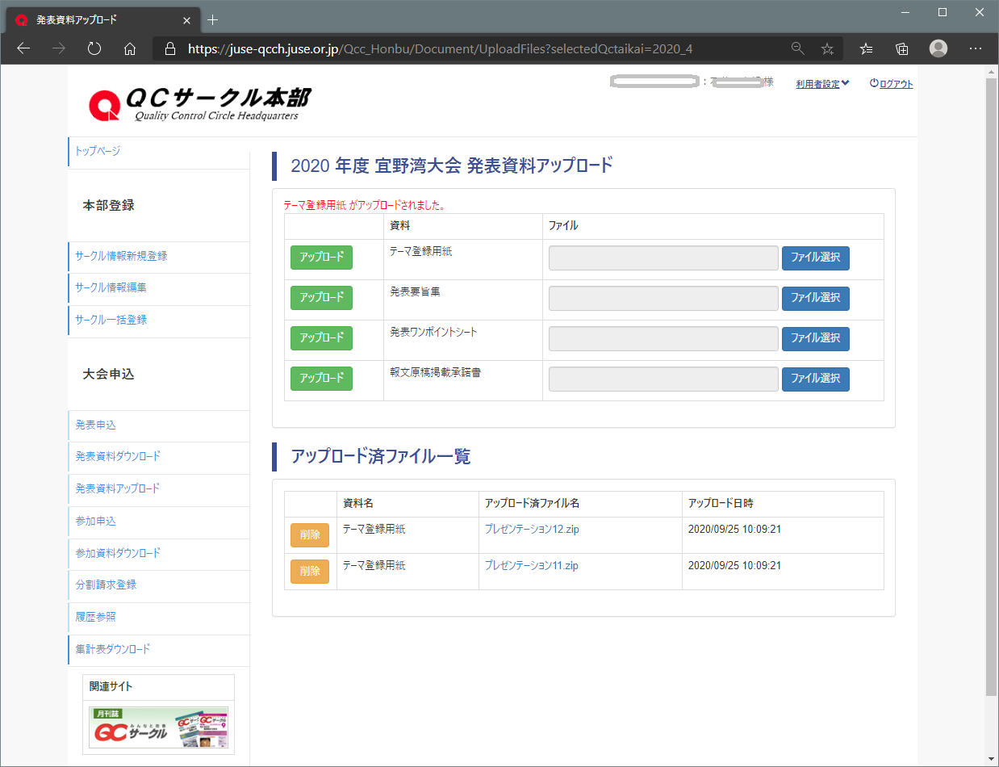 発表資料アップロード
https://juse-qcch.juse.or.jp/Qcc_Honbu/Document/UploadFiles?selectedQctaikai=2020_4
： 様 利用者設定 ログアウト
QCサークル本部
Quality Control Circle Headquarters
トップページ
本部登録
サークル情報新規登録
サークル情報編集
サークル一括登録
大会申込
発表申込
発表資料ダウンロード
発表資料アップロード
参加申込
参加資料ダウンロード
分割請求登録
履歴参照
集計表ダウンロード
関連サイト
月刊誌
みんなと改善
QCサークル
2020 年度 宜野湾大会 発表資料アップロード
テーマ登録用紙 がアップロードされました。
資料 ファイル
アップロード テーマ登録用紙 ファイル選択
アップロード 発表要旨集 ファイル選択
アップロード 発表ワンポイントシート ファイル選択
アップロード 報文原稿掲載承諾書 ファイル選択
アップロード済ファイル一覧
資料名 アップロード済ファイル名 アップロード日時
削除 テーマ登録用紙 プレゼンテーション12.zip 2020/09/25 10:09:21
削除 テーマ登録用紙 プレゼンテーション11.zip 2020/09/25 10:09:21